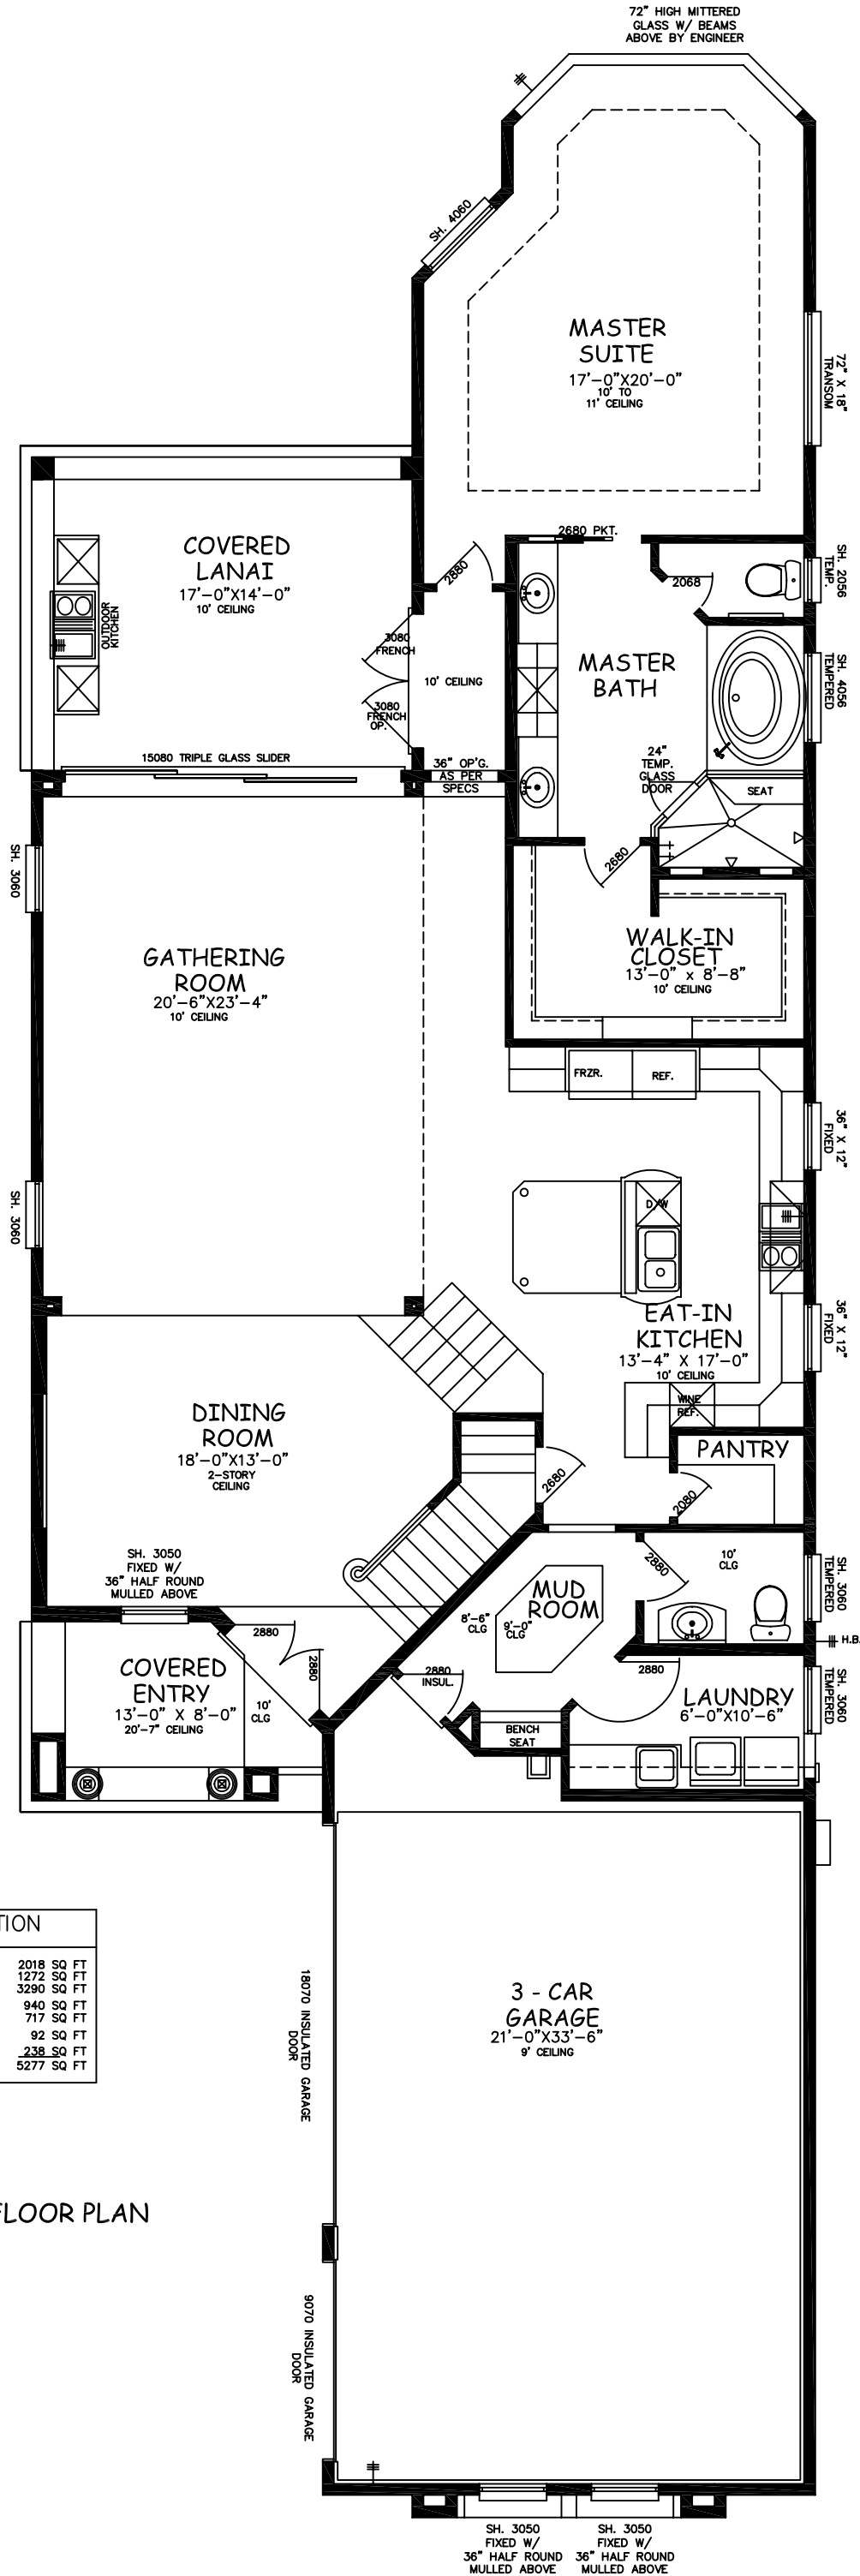 72" HIGH MITTERED
GLASS W/ BEAMS
ABOVE BY ENGINEER
SH. 4060
MASTER
SUITE
17'-0"X20'-0"
10' TO
11' CEILING
72" X 18"
TRANSOM
COVERED
LANAI
17'-0"X14'-0"
10' CEILING
OUTDOOR
KITCHEN
2880
2680 PKT.
2068
SH. 2056
TEMP.
3080
FRENCH
10' CEILING
3080
FRENCH
OP.
MASTER
BATH
SH. 4056
TEMPERED
15080 TRIPLE GLASS SLIDER
36" OP'G.
AS PER
SPECS
24"
TEMP.
GLASS
DOOR
SEAT
2680
SH. 3060
GATHERING
ROOM
20'-6"X23'-4"
10' CEILING
WALK-IN
CLOSET
13'-0" x 8'-8"
10' CEILING
FRZR.
REF.
36" X 12"
FIXED
SH. 3060
D/W
EAT-IN
KITCHEN
13'-4" X 17'-0"
10' CEILING
36" X 12"
FIXED
WINE
REF.
DINING
ROOM
18'-0"X13'-0"
2-STORY
CEILING
PANTRY
2680
2080
SH. 3050
FIXED W/
36" HALF ROUND
MULLED ABOVE
MUD
ROOM
8'-6"
CLG
9'-0"
CLG
2880
10'
CLG
SH. 3060
TEMPERED
H.B.
2880
2880
COVERED
ENTRY
13'-0" X 8'-0"
20'-7" CEILING
10'
CLG
2880
INSUL.
2880
LAUNDRY
6'-0"X10'-6"
SH. 3060
TEMPERED
BENCH
SEAT
TION
2018 SQ FT
1272 SQ FT
3290 SQ FT
940 SQ FT
717 SQ FT
92 SQ FT
238 SQ FT
5277 SQ FT
18070 INSULATED GARAGE
DOOR
3 - CAR
GARAGE
21'-0"X33'-6"
9' CEILING
FLOOR PLAN
9070 INSULATED GARAGE
DOOR
SH. 3050
FIXED W/
36" HALF ROUND
MULLED ABOVE
SH. 3050
FIXED W/
36" HALF ROUND
MULLED ABOVE